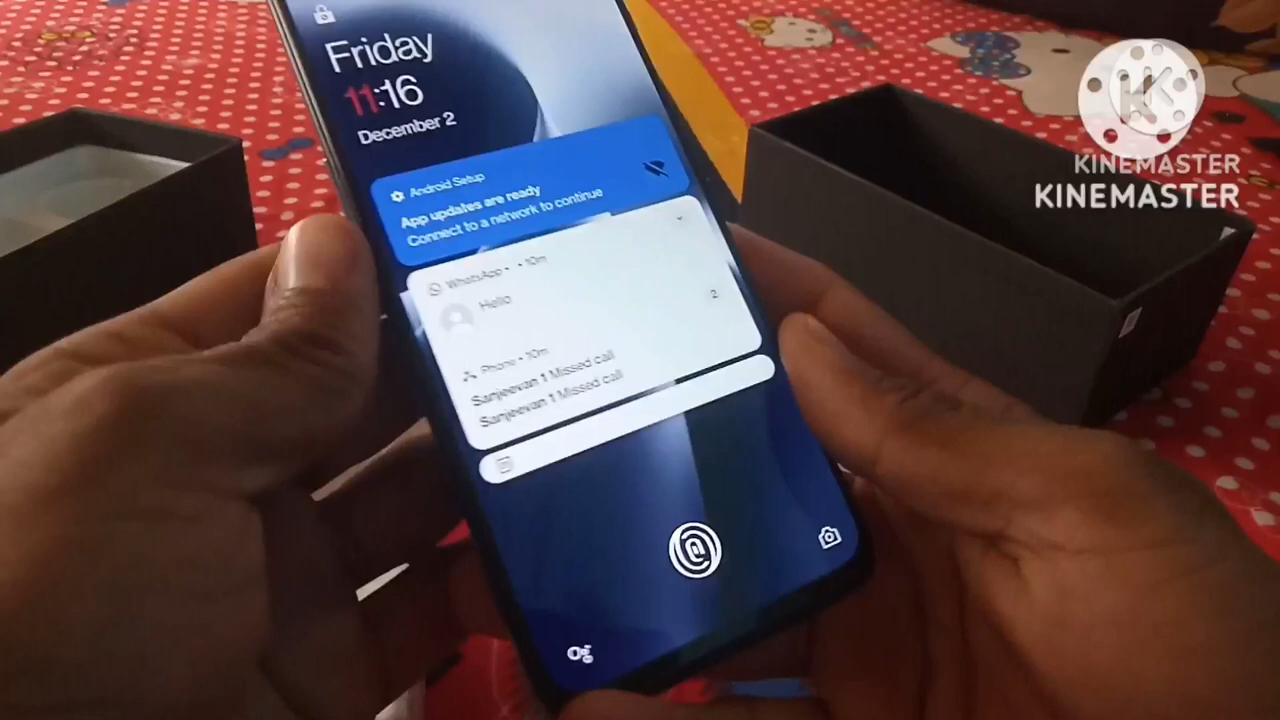 Friday
11:16
December 2
Android Setup
App updates are ready
Connect to a network to continue
WhatsApp • • 10m
Hello
2
Phone • 10m
Sanjeevan 1 Missed call
Sanjeevan 1 Missed call
K
KINEMASTER
KINEMASTER